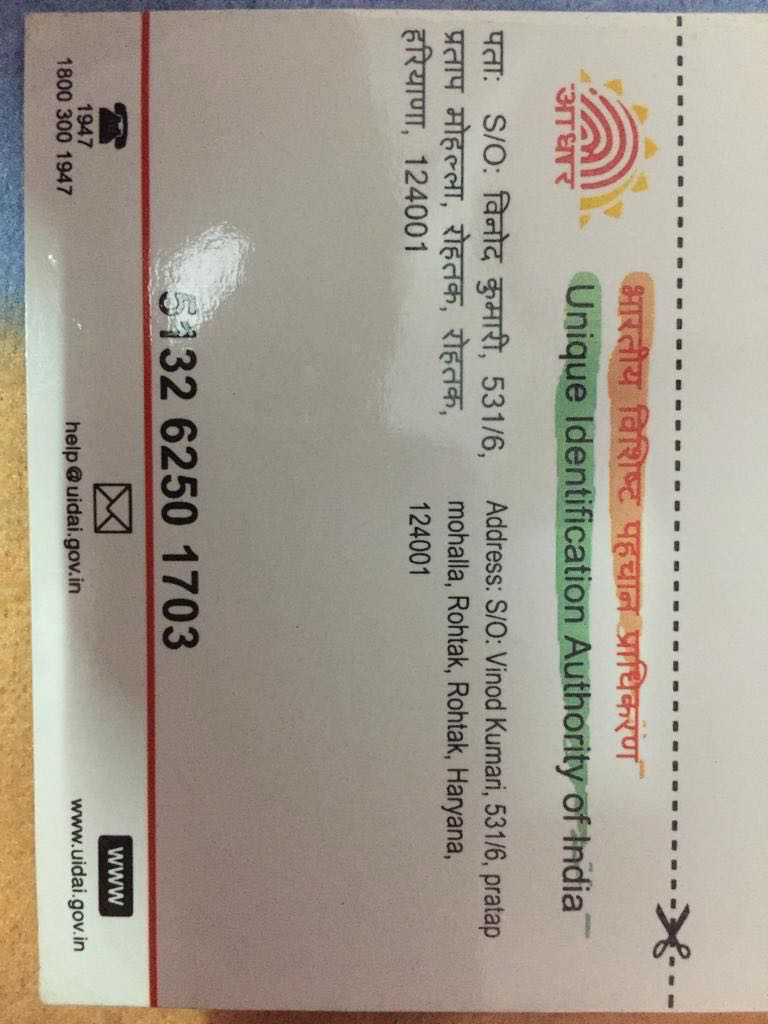 आधार
भारतीय विशिष्ट पहचान प्राधिकरण
Unique Identification Authority of India
पताः S/O: विनोद कुमारी, 531/6,
प्रताप मोहल्ला, रोहतक, रोहतक,
हरियाणा, 124001
Address: S/O: Vinod Kumari, 531/6, pratap
mohalla, Rohtak, Rohtak, Haryana,
124001
5132 6250 1703
1947
1800 300 1947
help@uidai.gov.in
www
www.uidai.gov.in